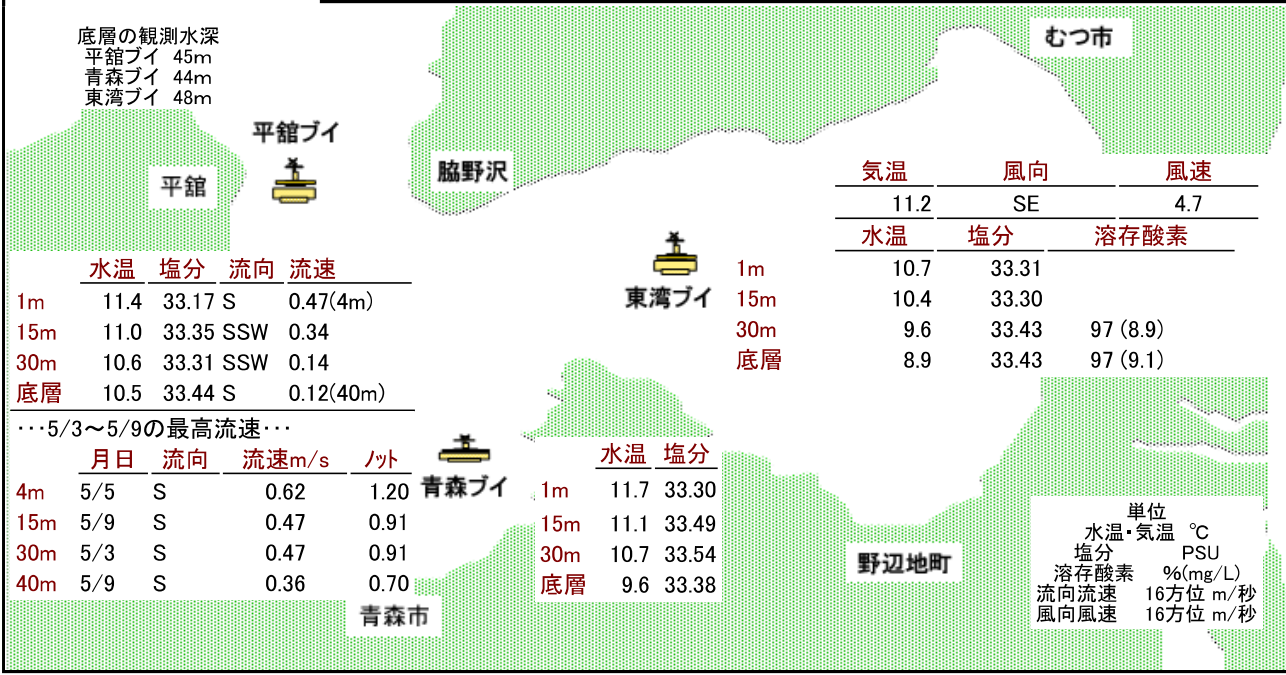 底層の観測水深
平舘ブイ 45m
青森ブイ 44m
東湾ブイ 48m
むつ市
平舘ブイ
平舘
脇野沢
気温 風向 風速
11.2 SE 4.7
水温 塩分 溶存酸素
1m 10.7 33.31
15m 10.4 33.30
30m 9.6 33.43 97 (8.9)
底層 8.9 33.43 97 (9.1)
東湾ブイ
水温 塩分 流向 流速
1m 11.4 33.17 S 0.47(4m)
15m 11.0 33.35 SSW 0.34
30m 10.6 33.31 SSW 0.14
底層 10.5 33.44 S 0.12(40m)
･･･5/3～5/9の最高流速･･･
月日 流向 流速m/s ノット
4m 5/5 S 0.62 1.20
15m 5/9 S 0.47 0.91
30m 5/3 S 0.47 0.91
40m 5/9 S 0.36 0.70
青森ブイ
水温 塩分
1m 11.7 33.30
15m 11.1 33.49
30m 10.7 33.54
底層 9.6 33.38
青森市
野辺地町
単位
水温・気温 ℃
塩分 PSU
溶存酸素 %(mg/L)
流向流速 16方位 m/秒
風向風速 16方位 m/秒